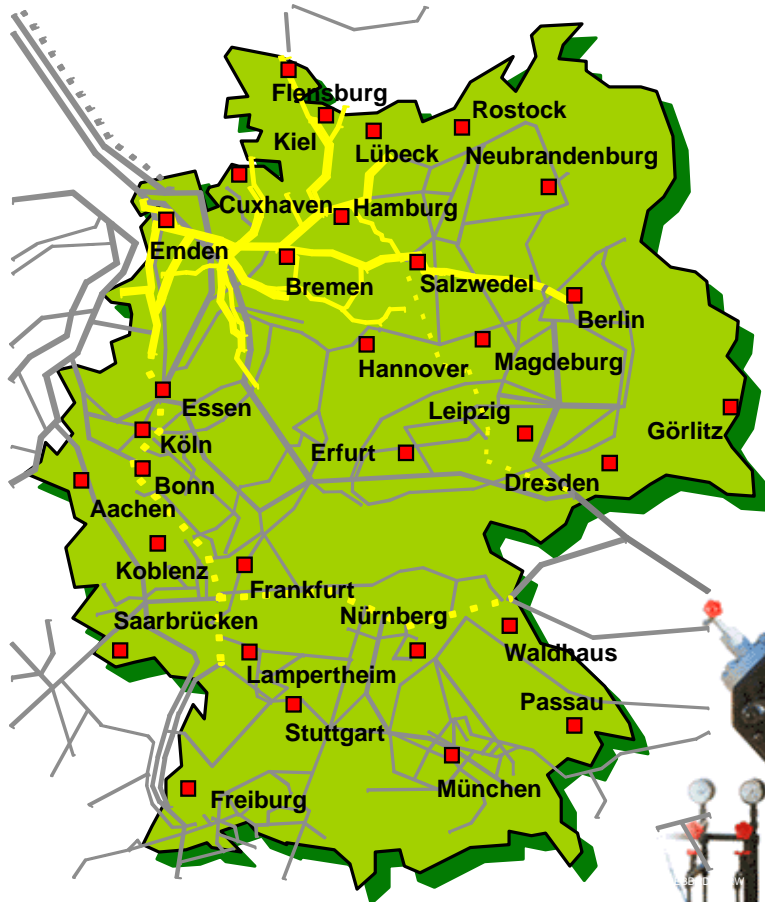 Flensburg
Rostock
Kiel
Lübeck
Neubrandenburg
Cuxhaven
Hamburg
Emden
Bremen
Salzwedel
Berlin
Hannover
Magdeburg
Essen
Leipzig
Görlitz
Köln
Erfurt
Bonn
Dresden
Aachen
Koblenz
Frankfurt
Saarbrücken
Nürnberg
Waldhaus
Lampertheim
Passau
Stuttgart
München
Freiburg